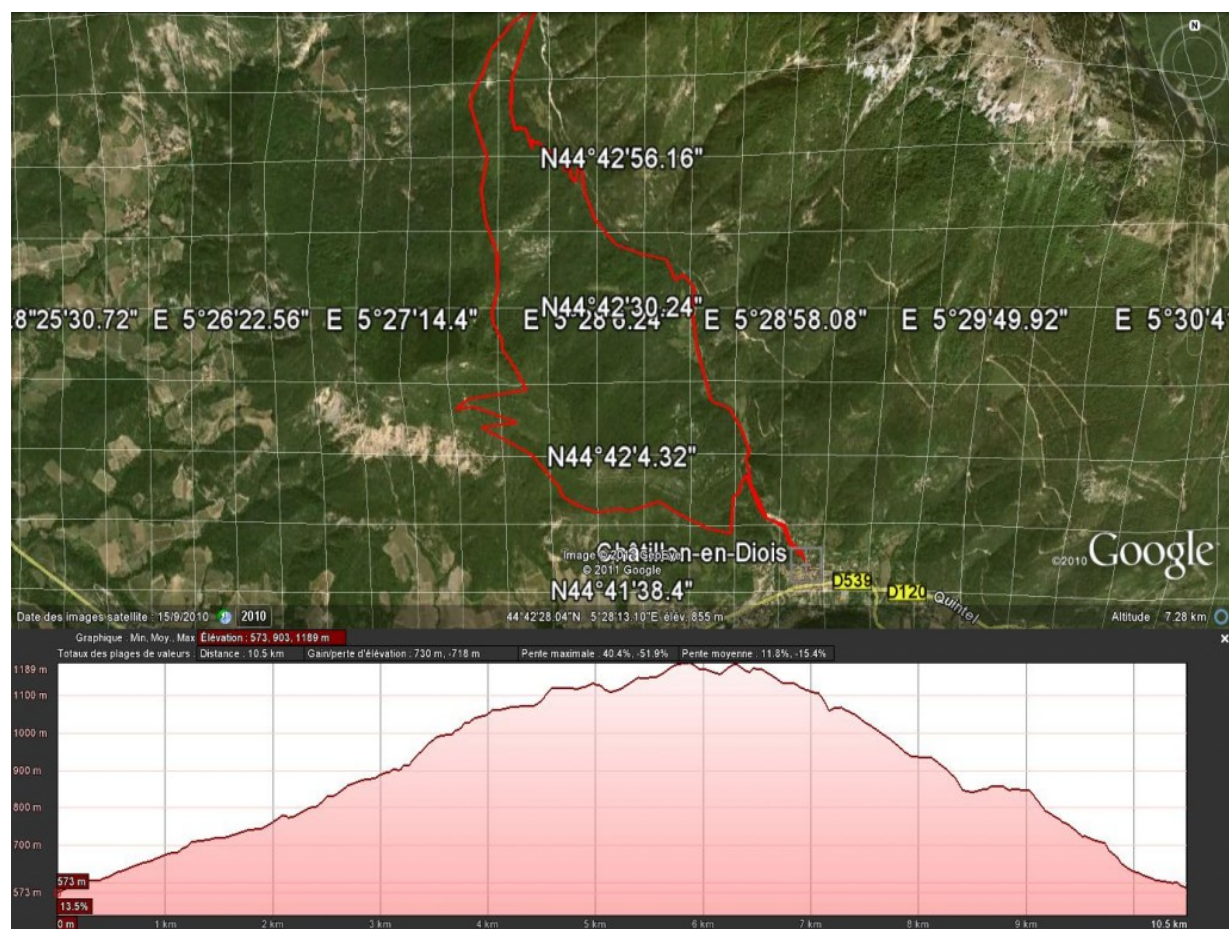 N
N44°42'56.16"
N44°42'30.24"
8"25'30.72" E 5°26'22.56" E 5°27'14.4" E 5°28'6.24" E 5°28'58.08" E 5°29'49.92" E 5°30'4
N44°42'4.32"
Châtillon-en-Diois
Image © 2011 GeoEye
© 2011 Google
©2010 Google
D539
D120
Quintel
N44°41'38.4"
Date des images satellite : 15/9/2010 2010 44°42'28.04"N 5°28'13.10"E élév. 855 m Altitude 7.28 km
Graphique : Min, Moy., Max Élévation : 573, 903, 1189 m
Totaux des plages de valeurs : Distance : 10.5 km Gain/perte d'élévation : 730 m, -718 m Pente maximale : 40.4%, -51.9% Pente moyenne : 11.8%, -15.4%
1189 m
1100 m
1000 m
900 m
800 m
700 m
573 m
573 m
13.5%
0 m 1 km 2 km 3 km 4 km 5 km 6 km 7 km 8 km 9 km 10.5 km